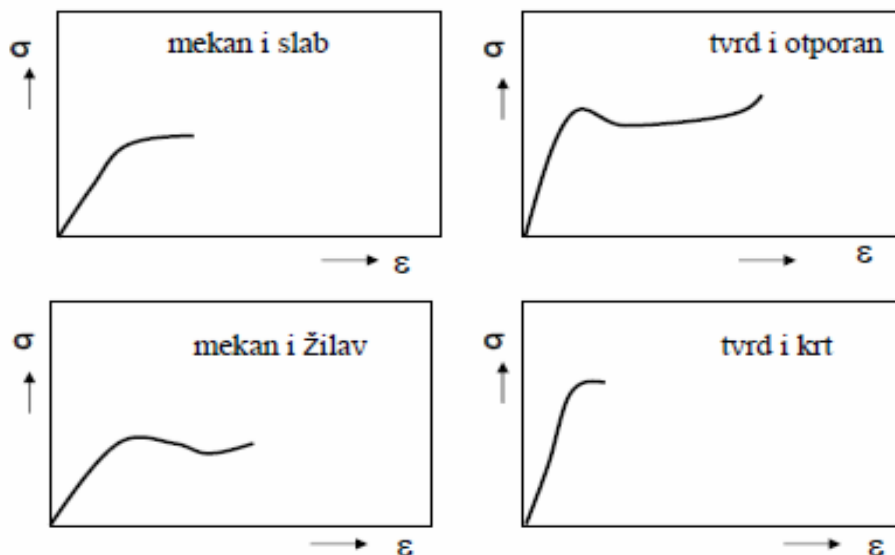 mekan i slab
σ
ε
tvrd i otporan
σ
ε
mekan i žilav
σ
ε
tvrd i krt
σ
ε